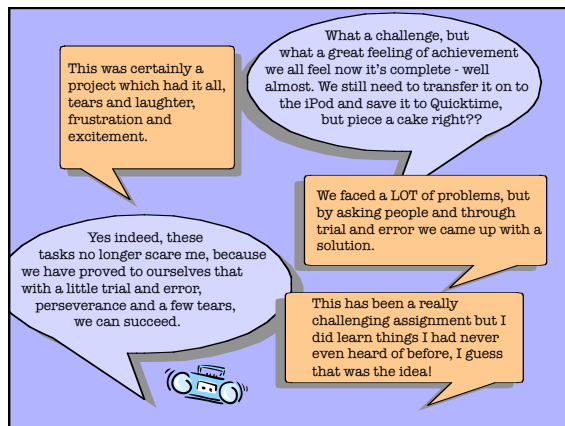 This was certainly a
project which had it all,
tears and laughter,
frustration and
excitement.
What a challenge, but
what a great feeling of achievement
we all feel now it's complete - well
almost. We still need to transfer it on to
the iPod and save it to Quicktime,
but piece a cake right??
We faced a LOT of problems, but
by asking people and through
trial and error we came up with a
solution.
Yes indeed, these
tasks no longer scare me, because
we have proved to ourselves that
with a little trial and error,
perseverance and a few tears,
we can succeed.
This has been a really
challenging assignment but I
did learn things I had never
even heard of before, I guess
that was the idea!